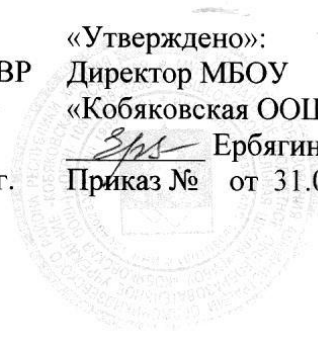 «Утверждено»:
ВР Директор МБОУ
«Кобяковская ООШ
Ербягин
г. Приказ № от 31.0